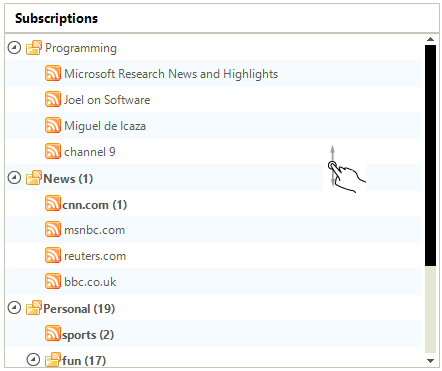 Subscriptions
Programming
Microsoft Research News and Highlights
Joel on Software
Miguel de Icaza
channel 9
News (1)
cnn.com (1)
msnbc.com
reuters.com
bbc.co.uk
Personal (19)
sports (2)
fun (17)